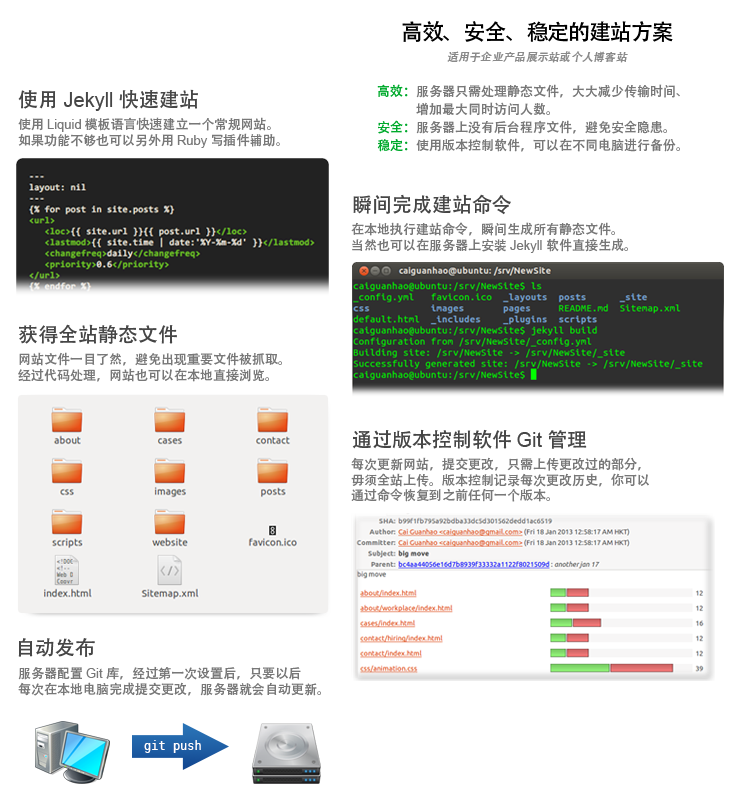 高效、安全、稳定的建站方案
适用于企业产品展示站或个人博客站
高效：服务器只需处理静态文件，大大减少传输时间、
增加最大同时访问人数。
安全：服务器上没有后台程序文件，避免安全隐患。
稳定：使用版本控制软件，可以在不同电脑进行备份。
使用 Jekyll 快速建站
使用 Liquid 模板语言快速建立一个常规网站。
如果功能不够也可以另外用 Ruby 写插件辅助。
---
layout: nil
---
{% for post in site.posts %}
<url>
<loc>{{ site.url }}{{ post.url }}</loc>
<lastmod>{{ site.time | date:'%Y-%m-%d' }}</lastmod>
<changefreq>daily</changefreq>
<priority>0.6</priority>
</url>
{% endfor %}
瞬间完成建站命令
在本地执行建站命令，瞬间生成所有静态文件。
当然也可以在服务器上安装 Jekyll 软件直接生成。
caiguanhao@ubuntu: /srv/NewSite
caiguanhao@ubuntu:/srv/NewSite$ ls
_config.yml favicon.ico _layouts posts _site
css images pages README.md Sitemap.xml
default.html _includes _plugins scripts
caiguanhao@ubuntu:/srv/NewSite$ jekyll build
Configuration from /srv/NewSite/_config.yml
Building site: /srv/NewSite -> /srv/NewSite/_site
Successfully generated site: /srv/NewSite -> /srv/NewSite/_site
caiguanhao@ubuntu:/srv/NewSite$
获得全站静态文件
网站文件一目了然，避免出现重要文件被抓取。
经过代码处理，网站也可以在本地直接浏览。
about cases contact
css images posts
scripts website favicon.ico
index.html Sitemap.xml
通过版本控制软件 Git 管理
每次更新网站，提交更改，只需上传更改过的部分，
毋须全站上传。版本控制记录每次更改历史，你可以
通过命令恢复到之前任何一个版本。
SHA: b99f1fb795a92bdba33dc5d301562dedd1ac6519
Author: Cai Guanhao <caiguanhao@gmail.com> (Fri 18 Jan 2013 12:58:17 AM HKT)
Committer: Cai Guanhao <caiguanhao@gmail.com> (Fri 18 Jan 2013 12:58:17 AM HKT)
Subject: big move
Parent: bc4aa44056e16d7b8939f33332a1122f8021509d : another jan 17
big move
about/index.html 12
about/workplace/index.html 12
cases/index.html 16
contact/hiring/index.html 12
contact/index.html 12
css/animation.css 39
自动发布
服务器配置 Git 库，经过第一次设置后，只要以后
每次在本地电脑完成提交更改，服务器就会自动更新。
git push